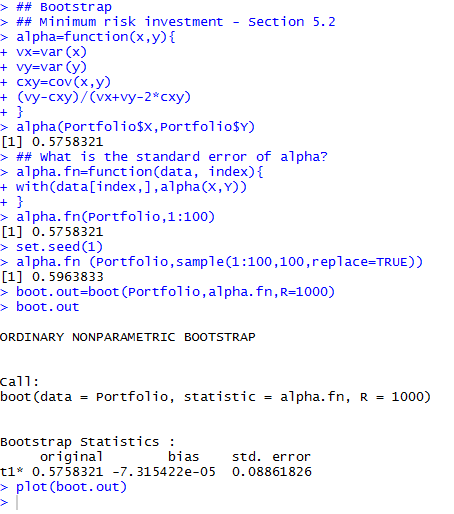 > ## Bootstrap
> ## Minimum risk investment - Section 5.2
> alpha=function(x,y){
+ vx=var(x)
+ vy=var(y)
+ cxy=cov(x,y)
+ (vy-cxy)/(vx+vy-2*cxy)
+ }
> alpha(Portfolio$X,Portfolio$Y)
[1] 0.5758321
> ## What is the standard error of alpha?
> alpha.fn=function(data, index){
+ with(data[index,],alpha(X,Y))
+ }
> alpha.fn(Portfolio,1:100)
[1] 0.5758321
> set.seed(1)
> alpha.fn (Portfolio,sample(1:100,100,replace=TRUE))
[1] 0.5963833
> boot.out=boot(Portfolio,alpha.fn,R=1000)
> boot.out
ORDINARY NONPARAMETRIC BOOTSTRAP
Call:
boot(data = Portfolio, statistic = alpha.fn, R = 1000)
Bootstrap Statistics :
original bias std. error
t1* 0.5758321 -7.315422e-05 0.08861826
> plot(boot.out)
>